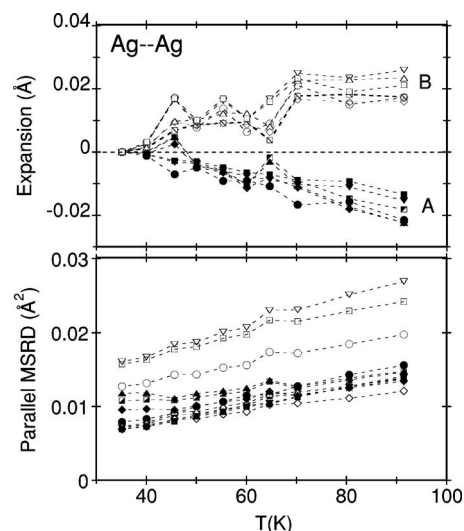 0.04
Ag--Ag
0.02
B
0
A
-0.02
Expansion (Å)
0.03
0.02
0.01
0
Parallel MSRD (Å²)
40 60 80 100
T(K)